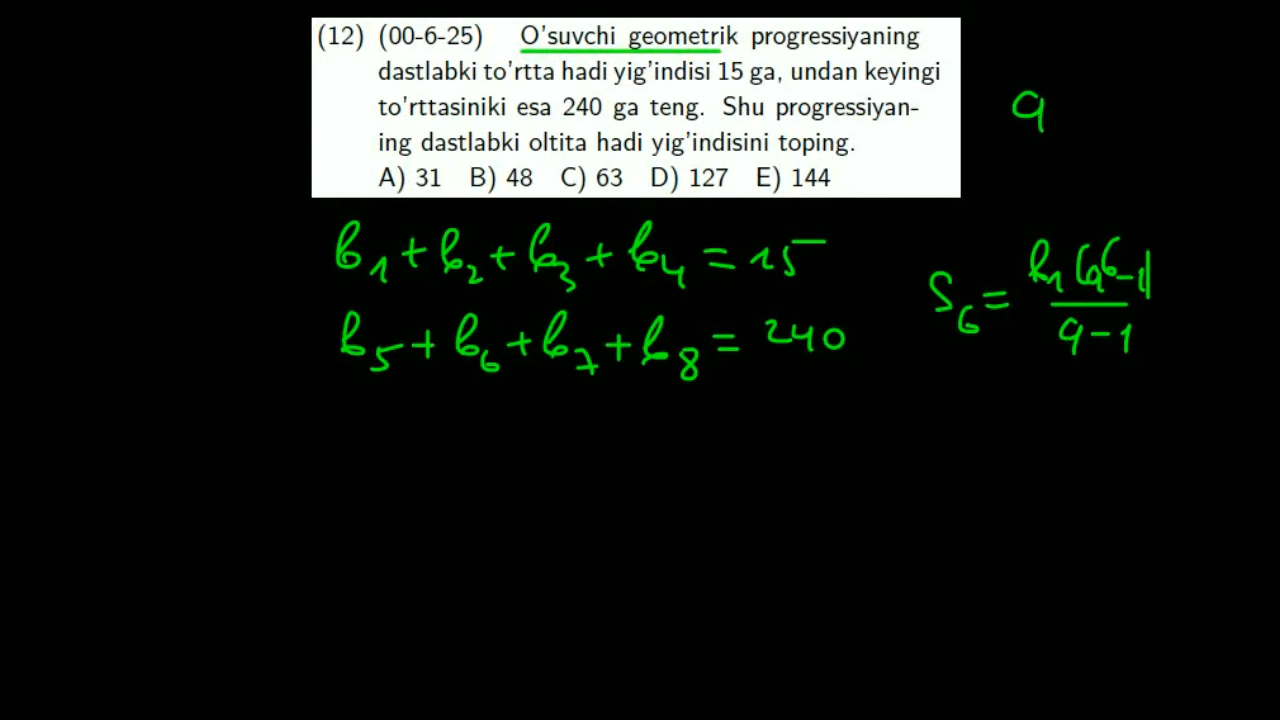 (12) (00-6-25) O'suvchi geometrik progressiyaning
dastlabki to'rtta hadi yig'indisi 15 ga, undan keyingi
to'rttasiniki esa 240 ga teng. Shu progressiyan-
ing dastlabki oltita hadi yig'indisini toping.
A) 31 B) 48 C) 63 D) 127 E) 144
q
b₁ + b₂ + b₃ + b₄ = 15
b₅ + b₆ + b₇ + b₈ = 240
S₆ = b₁(q⁶-1)
q-1